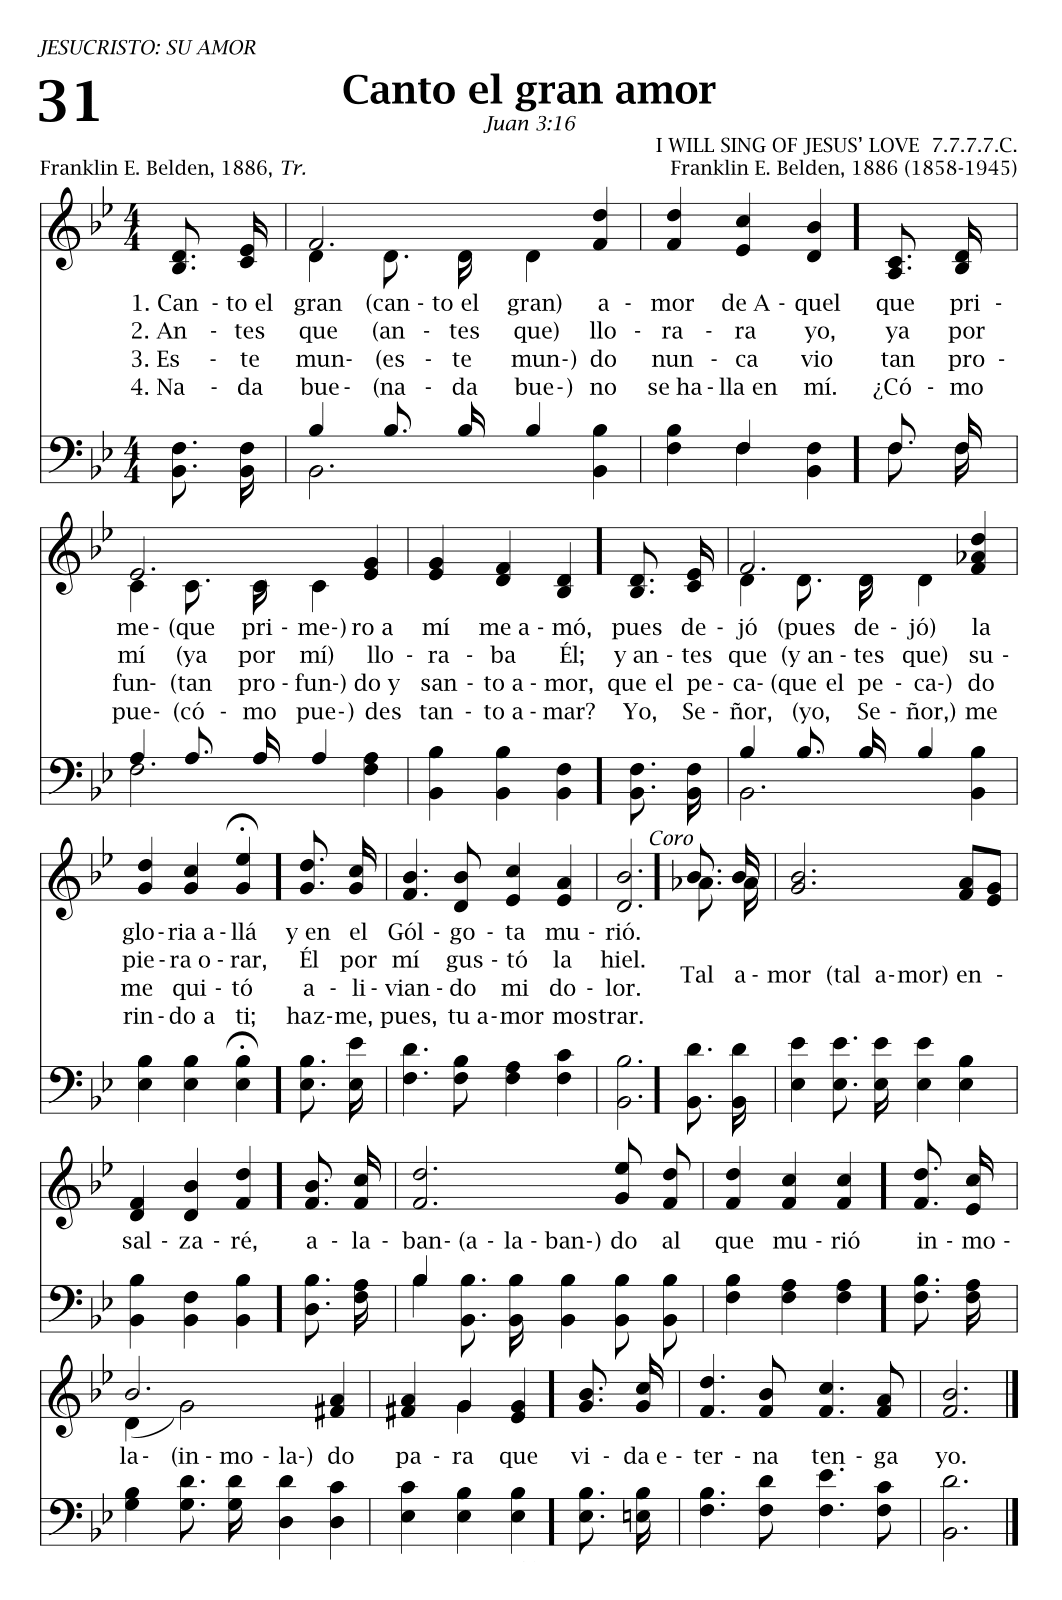 JESUCRISTO: SU AMOR
31
Canto el gran amor
Juan 3:16
I WILL SING OF JESUS' LOVE 7.7.7.7.C.
Franklin E. Belden, 1886, Tr.
Franklin E. Belden, 1886 (1858-1945)
4
4
1. Can - to el gran (can - to el gran) a - mor de A - quel que pri -
2. An - tes que (an - tes que) llo - ra - ra yo, ya por
3. Es - te mun- (es - te mun-) do nun - ca vio tan pro -
4. Na - da bue - (na - da bue -) no se ha - lla en mí. ¿Có - mo
4
4
me - (que pri - me-) ro a mí me a - mó, pues de - jó (pues de - jó) la
mí (ya por mí) llo - ra - ba Él; y an - tes que (y an - tes que) su -
fun- (tan pro - fun-) do y san - to a - mor, que el pe - ca- (que el pe - ca-) do
pue- (có - mo pue-) des tan - to a - mar? Yo, Se - ñor, (yo, Se - ñor,) me
Coro
glo - ria a - llá y en el Gól - go - ta mu - rió.
pie - ra o - rar, Él por mí gus - tó la hiel.
Tal a - mor (tal a-mor) en -
me qui - tó a - li - vian - do mi do - lor.
rin - do a ti; haz - me, pues, tu a - mor mostrar.
sal - za - ré, a - la - ban- (a - la - ban-) do al que mu - rió in - mo -
la - (in - mo - la-) do pa - ra que vi - da e - ter - na ten - ga yo.